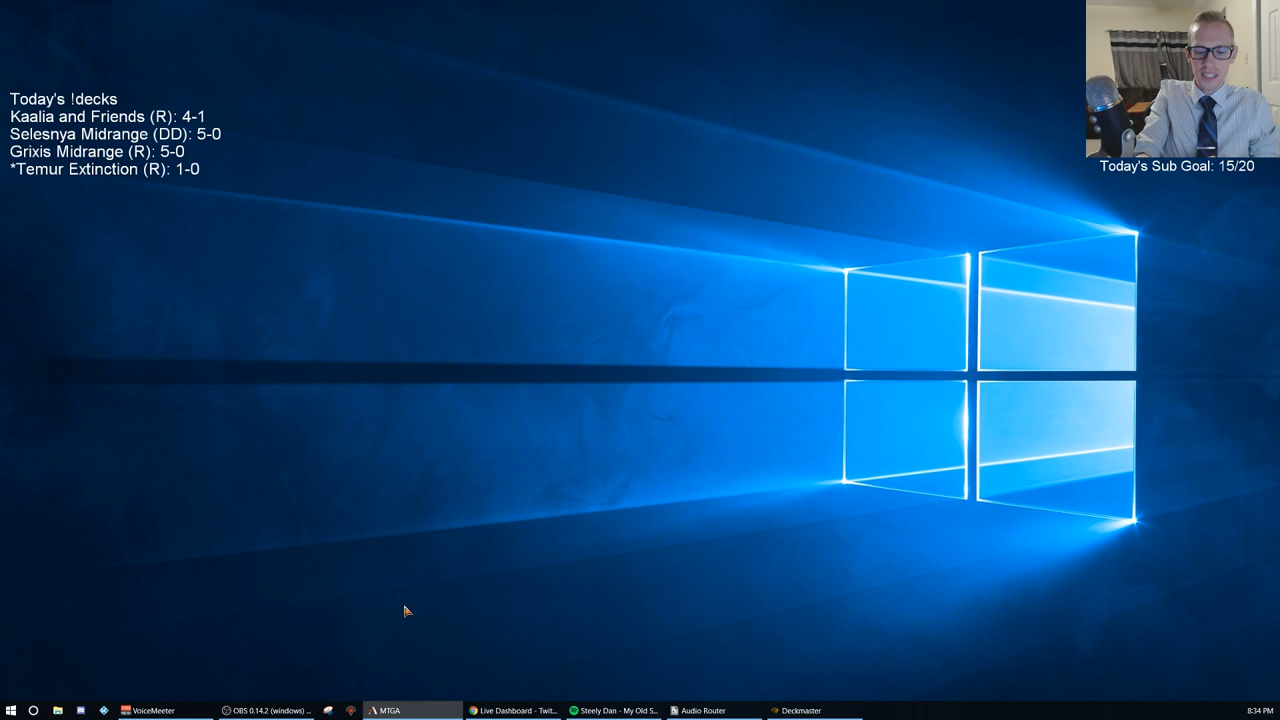 Today's !decks
Kaalia and Friends (R): 4-1
Selesnya Midrange (DD): 5-0
Grixis Midrange (R): 5-0
*Temur Extinction (R): 1-0
Today's Sub Goal: 15/20
VoiceMeeter
OBS 0.14.2 (windows) ...
MTGA
Live Dashboard - Twit...
Steely Dan - My Old S...
Audio Router
Deckmaster
8:34 PM